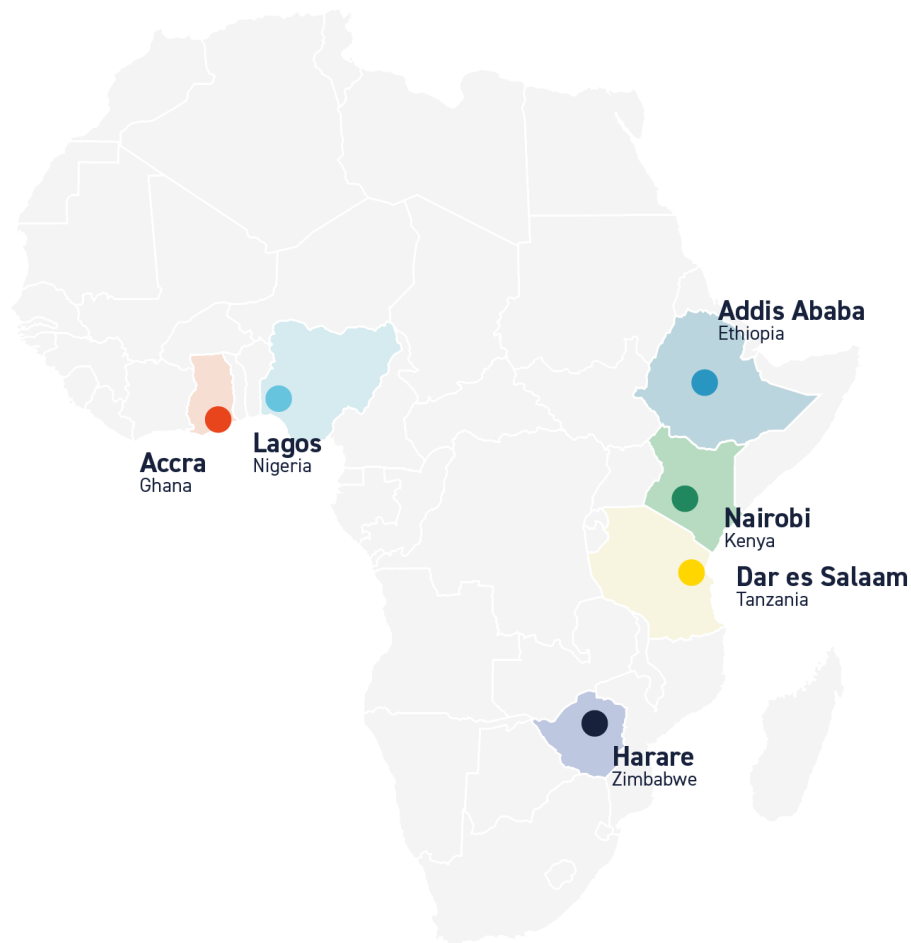 Addis Ababa
Ethiopia
Lagos
Nigeria
Accra
Ghana
Nairobi
Kenya
Dar es Salaam
Tanzania
Harare
Zimbabwe